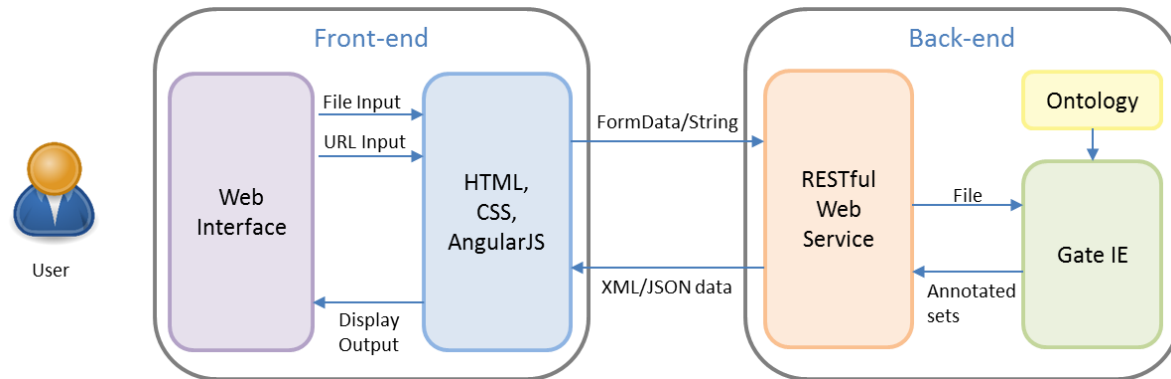 Front-end
Back-end
User
Web
Interface
File Input
URL Input
HTML,
CSS,
AngularJS
Display
Output
FormData/String
XML/JSON data
RESTful
Web
Service
File
Annotated
sets
Ontology
Gate IE